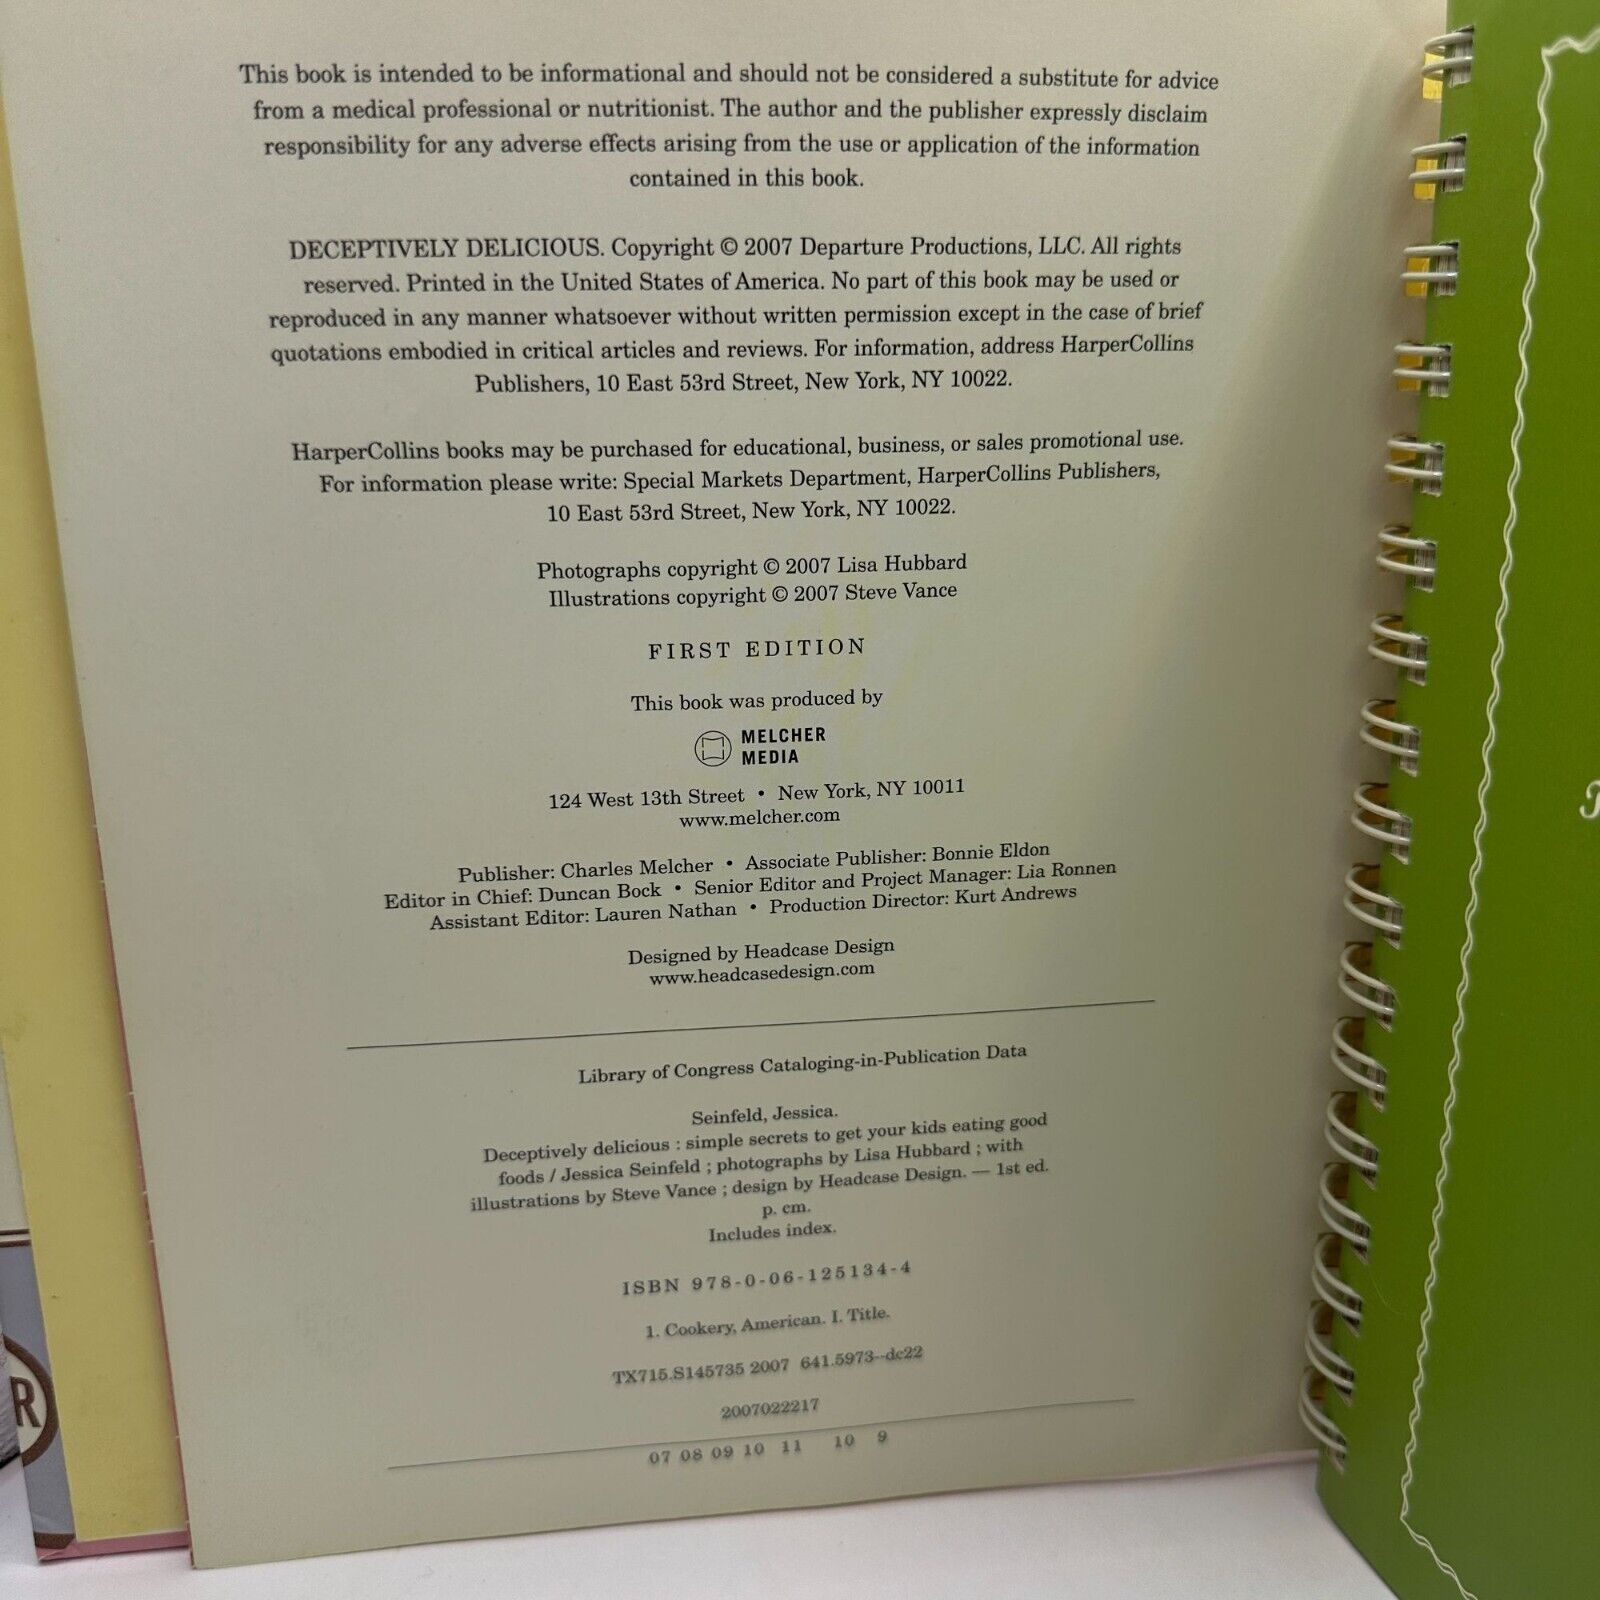 This book is intended to be informational and should not be considered a substitute for advice
from a medical professional or nutritionist. The author and the publisher expressly disclaim
responsibility for any adverse effects arising from the use or application of the information
contained in this book.
DECEPTIVELY DELICIOUS. Copyright © 2007 Departure Productions, LLC. All rights
reserved. Printed in the United States of America. No part of this book may be used or
reproduced in any manner whatsoever without written permission except in the case of brief
quotations embodied in critical articles and reviews. For information, address HarperCollins
Publishers, 10 East 53rd Street, New York, NY 10022.
HarperCollins books may be purchased for educational, business, or sales promotional use.
For information please write: Special Markets Department, HarperCollins Publishers,
10 East 53rd Street, New York, NY 10022.
Photographs copyright © 2007 Lisa Hubbard
Illustrations copyright © 2007 Steve Vance
FIRST EDITION
This book was produced by
MELCHER
MEDIA
124 West 13th Street • New York, NY 10011
www.melcher.com
Publisher: Charles Melcher • Associate Publisher: Bonnie Eldon
Editor in Chief: Duncan Bock • Senior Editor and Project Manager: Lia Ronnen
Assistant Editor: Lauren Nathan • Production Director: Kurt Andrews
Designed by Headcase Design
www.headcasedesign.com
Library of Congress Cataloging-in-Publication Data
Seinfeld, Jessica.
Deceptively delicious : simple secrets to get your kids eating good
foods / Jessica Seinfeld ; photographs by Lisa Hubbard ; with
illustrations by Steve Vance ; design by Headcase Design. — 1st ed.
p. cm.
Includes index.
ISBN 978-0-06-125134-4
1. Cookery, American. I. Title.
TX715.S145735 2007 641.5973--dc22
2007022217
07 08 09 10 11 10 9
R